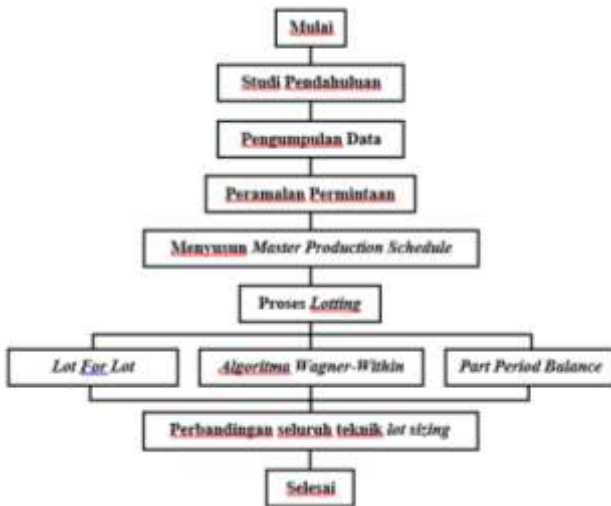 Mulai
Studi Pendahuluan
Pengumpulan Data
Peramalan Permintaan
Menyusun Master Production Schedule
Proses Lotting
Lot For Lot
Algoritma Wagner-Within
Part Period Balance
Perbandingan seluruh teknik lot sizing
Selesai